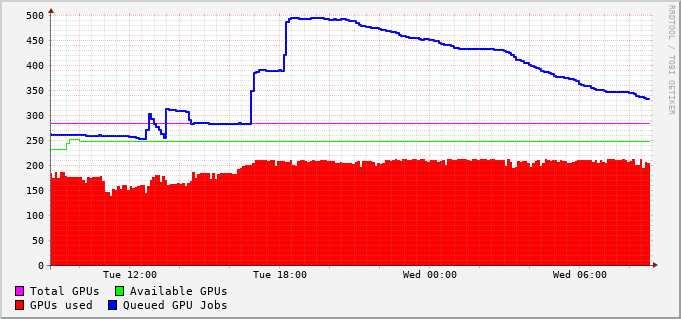 500
450
400
350
300
250
200
150
100
50
0
Tue 12:00 Tue 18:00 Wed 00:00 Wed 06:00
Total GPUs Available GPUs
GPUs used Queued GPU Jobs
RRDTOOL / TOBI OETIKER